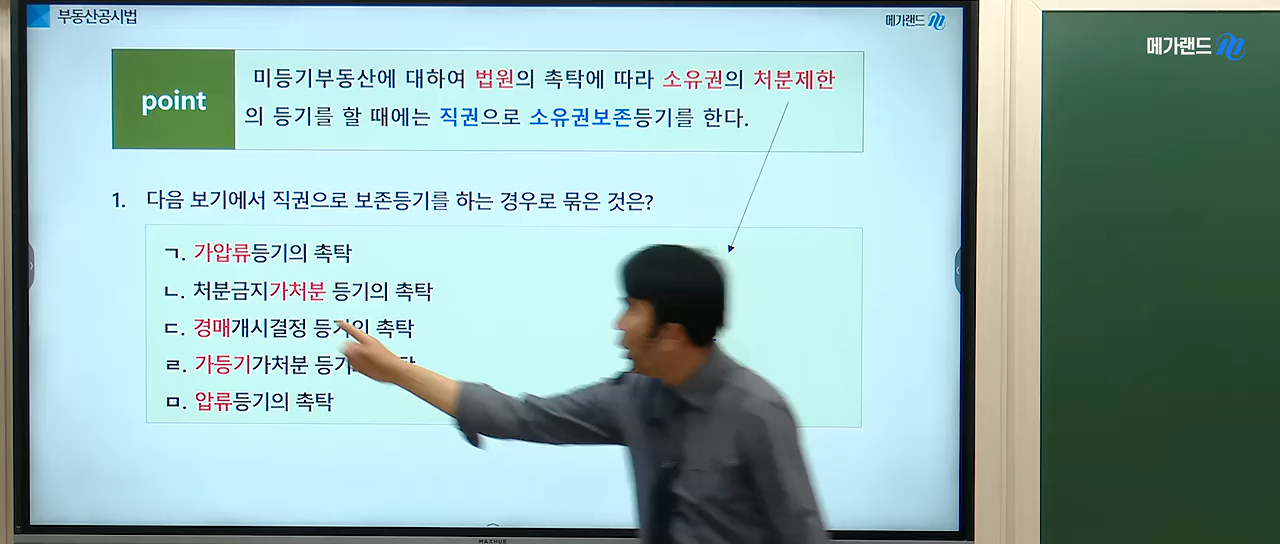 부동산공시법
메가랜드
메가랜드
point
미등기부동산에 대하여 법원의 촉탁에 따라 소유권의 처분제한
의 등기를 할 때에는 직권으로 소유권보존등기를 한다.
1. 다음 보기에서 직권으로 보존등기를 하는 경우로 묶은 것은?
ㄱ. 가압류등기의 촉탁
ㄴ. 처분금지가처분 등기의 촉탁
ㄷ. 경매개시결정 등기의 촉탁
ㄹ. 가등기가처분 등기
ㅁ. 압류등기의 촉탁
MAXHUB